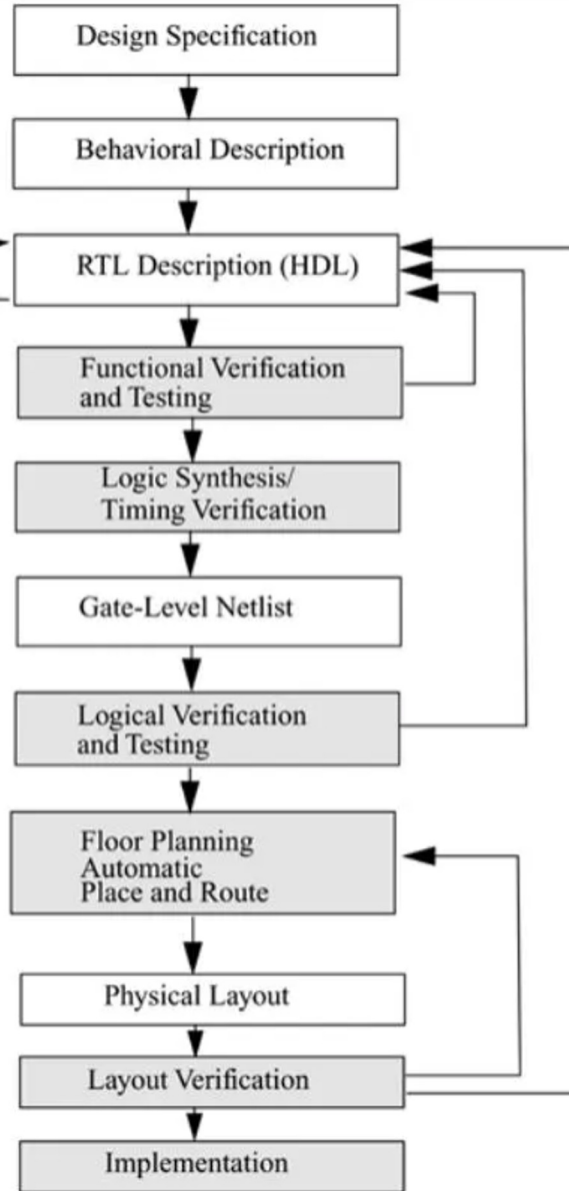 Design Specification
Behavioral Description
RTL Description (HDL)
Functional Verification
and Testing
Logic Synthesis/
Timing Verification
Gate-Level Netlist
Logical Verification
and Testing
Floor Planning
Automatic
Place and Route
Physical Layout
Layout Verification
Implementation